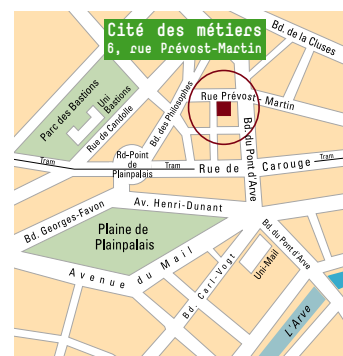 Cité des métiers
6, rue Prévost-Martin
Bd. de la Cluses
Parc des Bastions
Uni
Bastions
Rue de Candolle
Bd. des Philosophes
Rue Prévost - Martin
Bd. du Pont d'Arve
Tram
Rd-Point
de
Plainpalais
Tram
Rue de Carouge
Tram
Bd. Georges-Favon
Av. Henri-Dunant
Plaine de
Plainpalais
Avenue du Mail
Bd. Carl-Vogt
Uni-Mail
Bd. du Pont d'Arve
L'Arve